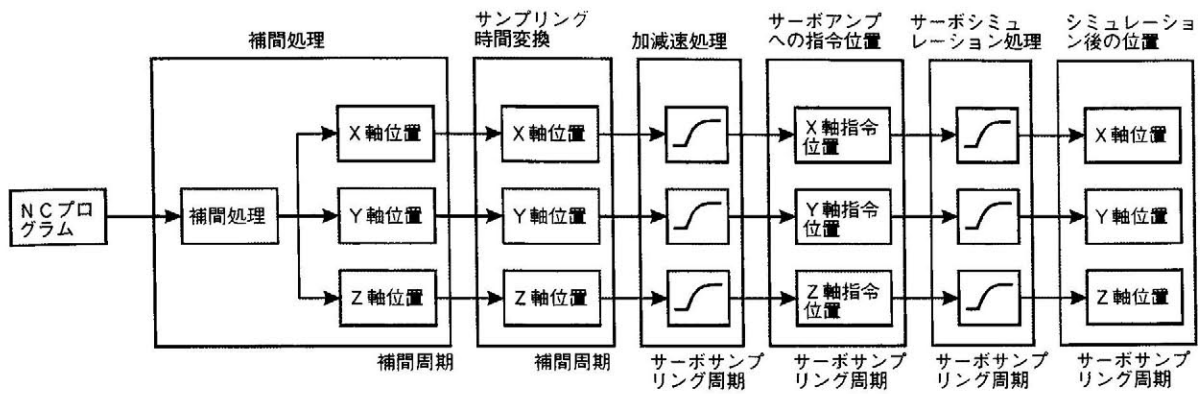 補間処理
サンプリング
時間変換
加減速処理
サーボアンプ
への指令位置
サーボシミュ
レーション処理
シミュレーショ
ン後の位置
NCプロ
グラム
補間処理
X軸位置
Y軸位置
Z軸位置
X軸位置
Y軸位置
Z軸位置
X軸指令
位置
Y軸指令
位置
Z軸指令
位置
X軸位置
Y軸位置
Z軸位置
補間周期
補間周期
サーボサンプ
リング周期
サーボサンプ
リング周期
サーボサンプ
リング周期
サーボサンプ
リング周期